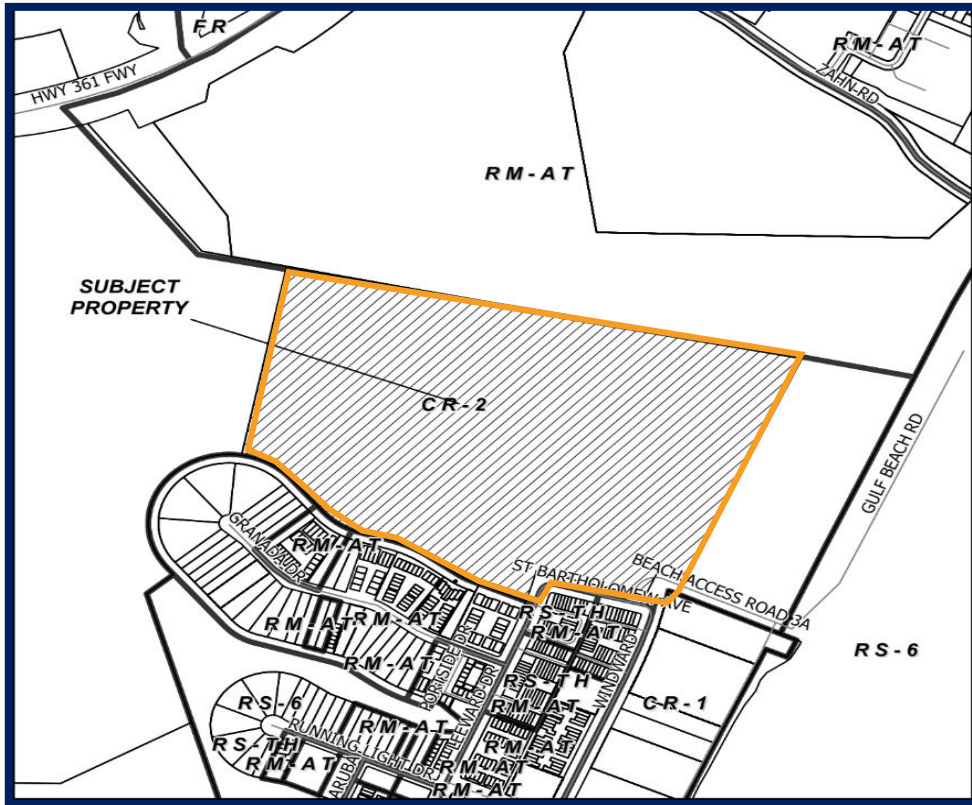 FR
RM-AT
HWY 361 FWY
ZAHN RD
RM-AT
SUBJECT
PROPERTY
CR-2
GULF BEACH RD
GRANADA DR
RM-AT
ST BARTHOLOMEW AVE
BEACH ACCESS ROAD 3A
RS-TH
RM-AT
RM-AT
RM-AT
RM-AT
PORTSIDE DR
LEEWARD DR
WINDWARD
RS-6
RS-TH
RM-AT
CR-1
RS-6
RM-AT
RUNNING LIGHT DR
RS-TH
RM-AT
RM-AT
RM-AT
RM-AT
ARUBA